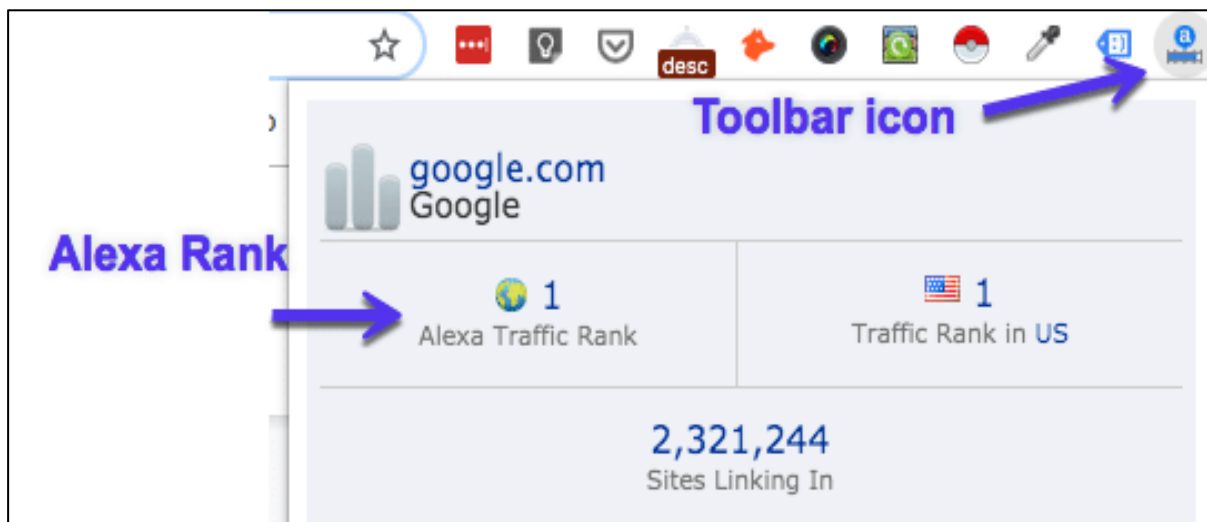 desc
Toolbar icon
google.com
Google
Alexa Rank
1
Alexa Traffic Rank
1
Traffic Rank in US
2,321,244
Sites Linking In